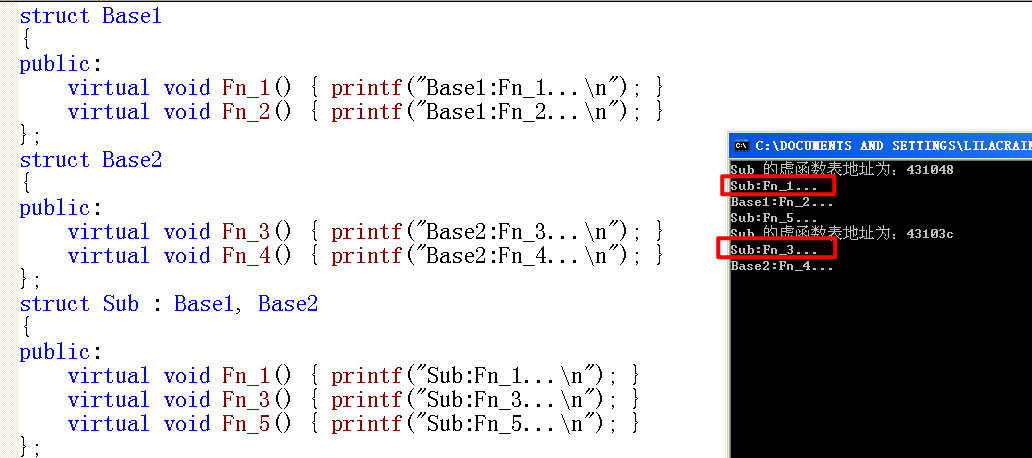 struct Base1
{
public:
    virtual void Fn_1() { printf("Base1:Fn_1...\n"); }
    virtual void Fn_2() { printf("Base1:Fn_2...\n"); }
};
struct Base2
{
public:
    virtual void Fn_3() { printf("Base2:Fn_3...\n"); }
    virtual void Fn_4() { printf("Base2:Fn_4...\n"); }
};
struct Sub : Base1, Base2
{
public:
    virtual void Fn_1() { printf("Sub:Fn_1...\n"); }
    virtual void Fn_3() { printf("Sub:Fn_3...\n"); }
    virtual void Fn_5() { printf("Sub:Fn_5...\n"); }
};
C:\DOCUMENTS AND SETTINGS\LILACRAI
Sub 的虚函数表地址为：431048
Sub:Fn_1...
Base1:Fn_2...
Sub:Fn_5...
Sub 的虚函数表地址为：43103c
Sub:Fn_3...
Base2:Fn_4...